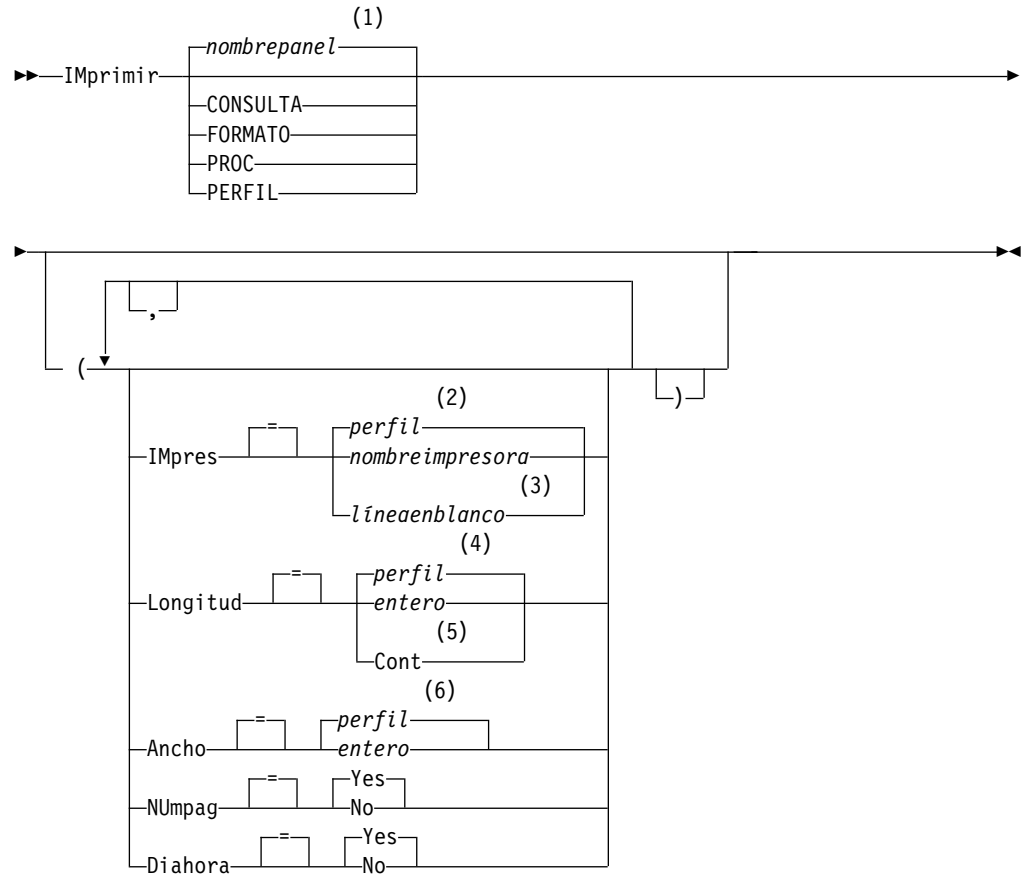 (1)
nombrepanel
IMprimir
CONSULTA
FORMATO
PROC
PERFIL
,
(
)
(2)
IMpres = perfil
nombreimpresora
(3)
líneaenblanco
(4)
Longitud = perfil
entero
(5)
Cont
(6)
Ancho = perfil
entero
NUmpag = Yes
No
Diahora = Yes
No